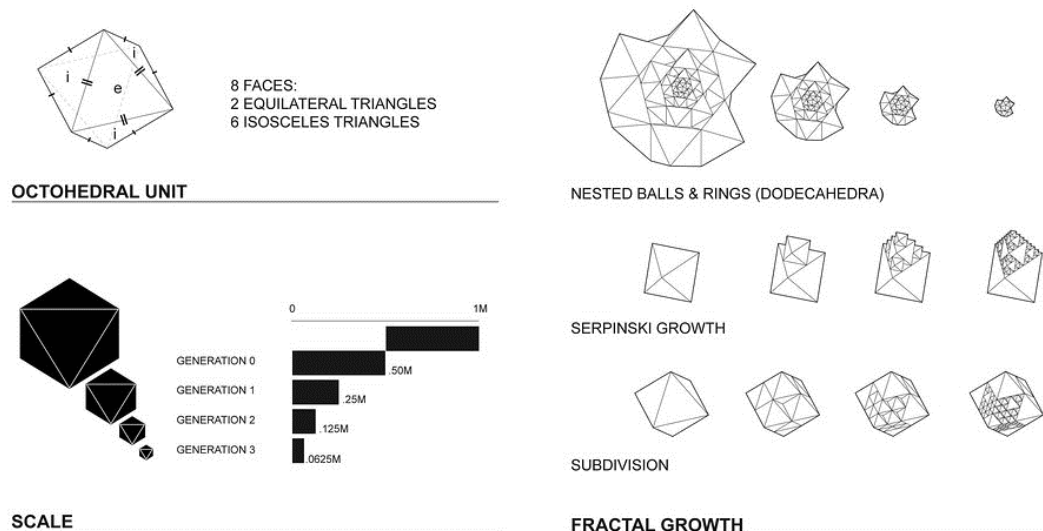 i
i
e
i
8 FACES:
2 EQUILATERAL TRIANGLES
6 ISOSCELES TRIANGLES
OCTOHEDRAL UNIT
0 1M
GENERATION 0
.50M
GENERATION 1
.25M
GENERATION 2
.125M
GENERATION 3
.0625M
SCALE
NESTED BALLS & RINGS (DODECAHEDRA)
SERPINSKI GROWTH
SUBDIVISION
FRACTAL GROWTH